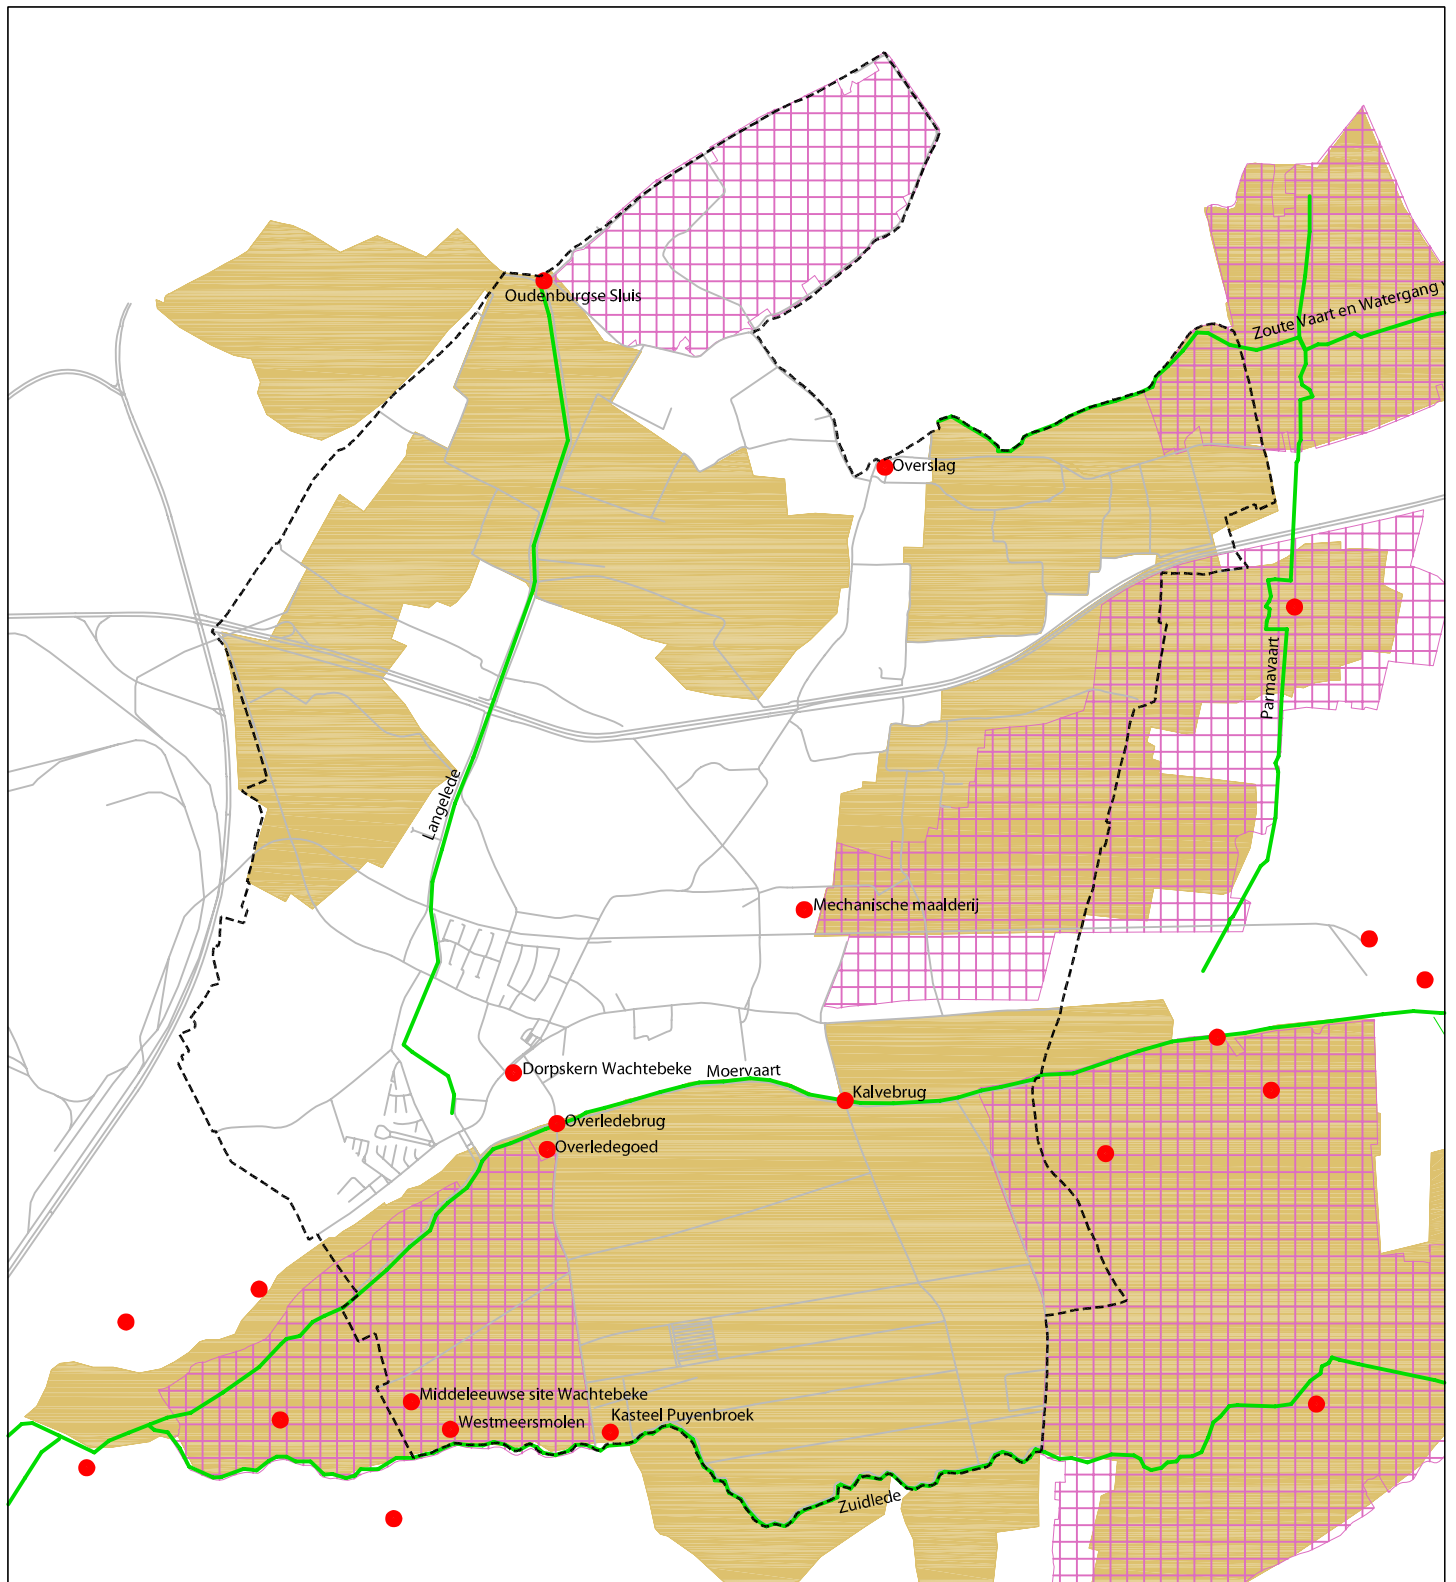 Oudenburgse Sluis
Zoute Vaart en Watergang v
Overslag
Parmavaart
Langelede
Mechanische maalderij
Dorpskern Wachtebeke
Moervaart
Kalvebrug
Overledebrug
Overledegoed
Middeleeuwse site Wachtebeke
Westmeersmolen
Kasteel Puyenbroek
Zuidlede